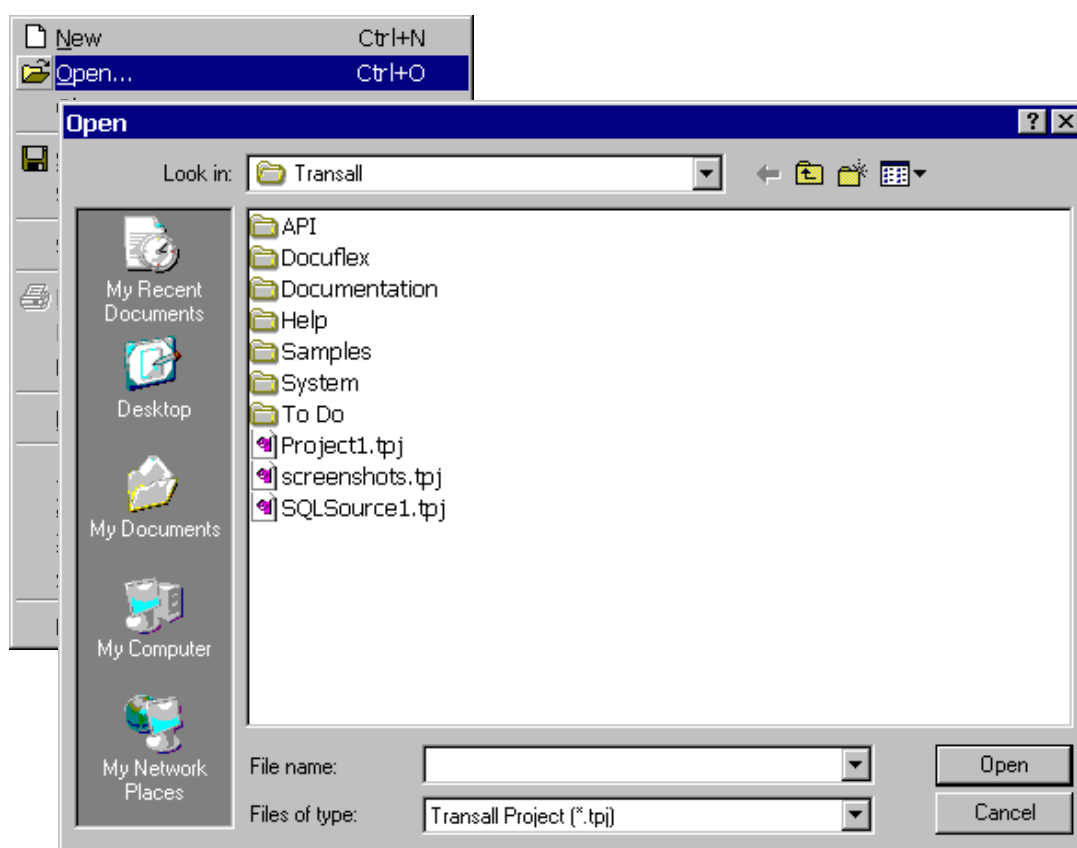 New Ctrl+N
Open... Ctrl+O
Open
Look in: Transall
API
Docuflex
Documentation
Help
Samples
System
To Do
Project1.tpj
screenshots.tpj
SQLSource1.tpj
My Recent
Documents
Desktop
My Documents
My Computer
My Network
Places
File name:
Open
Files of type: Transall Project (*.tpj)
Cancel